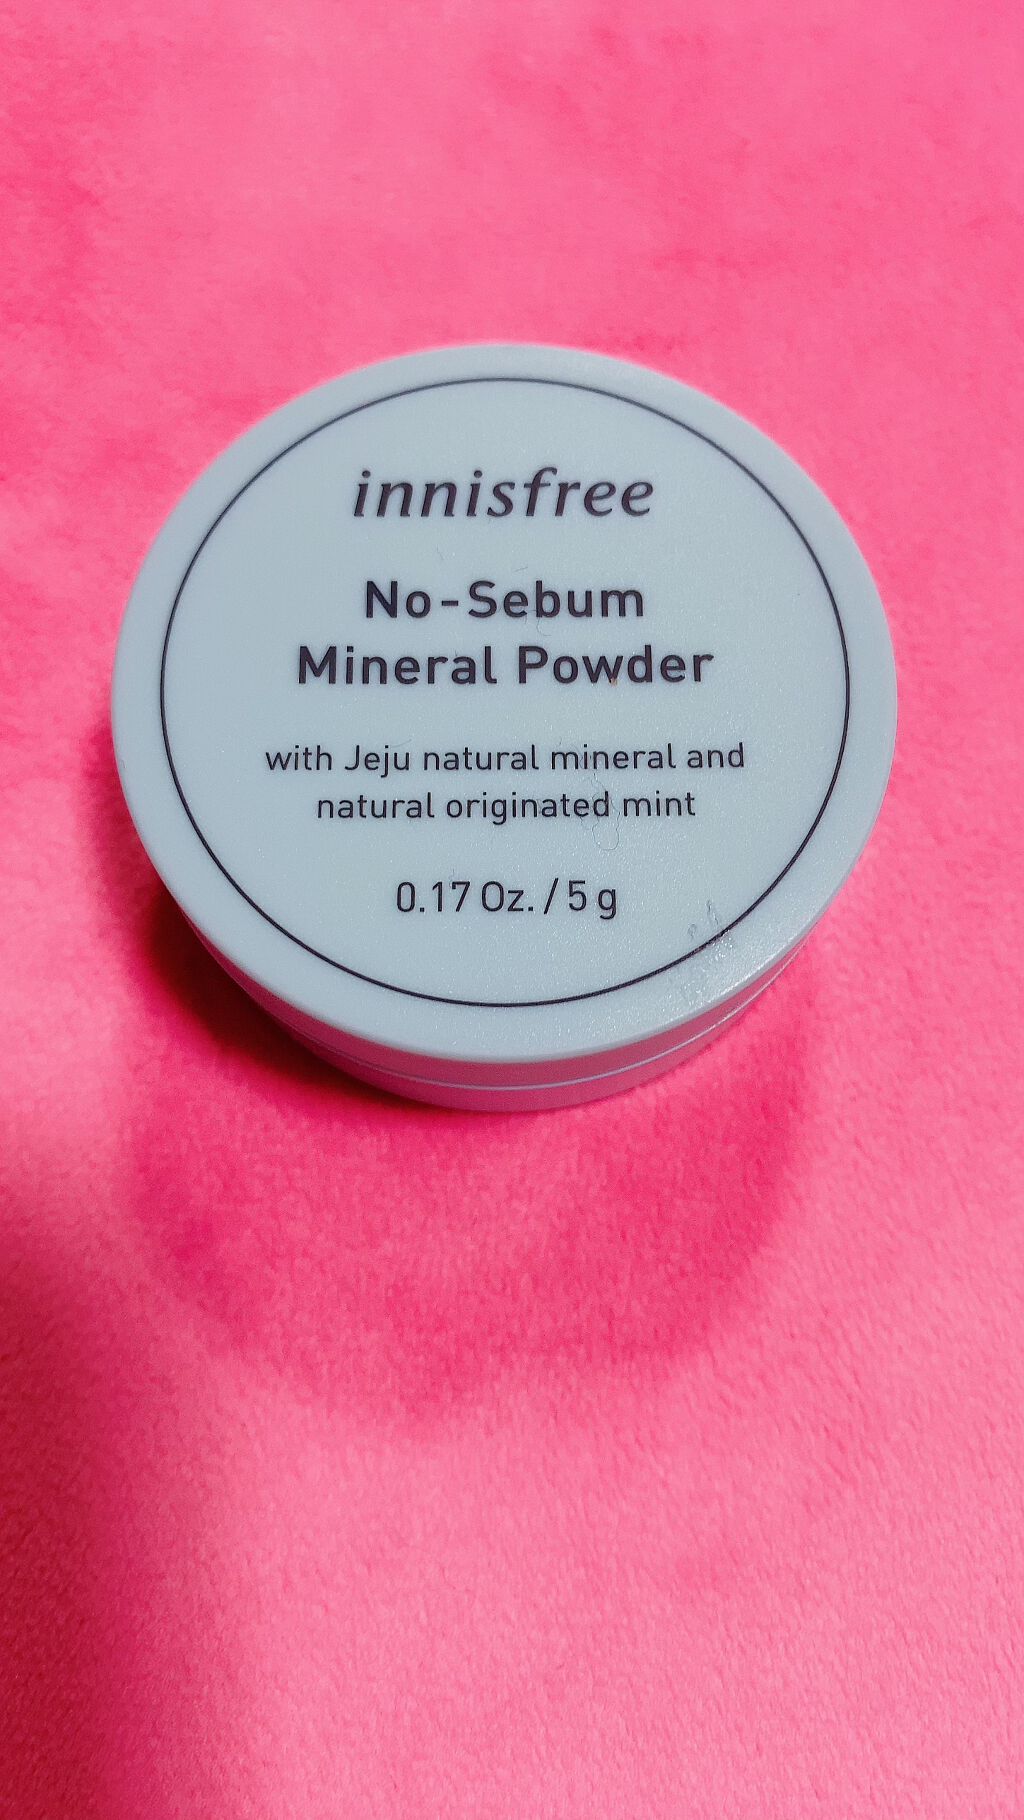 innisfree
No-Sebum
Mineral Powder
with Jeju natural mineral and
natural originated mint
0.17 Oz. / 5 g